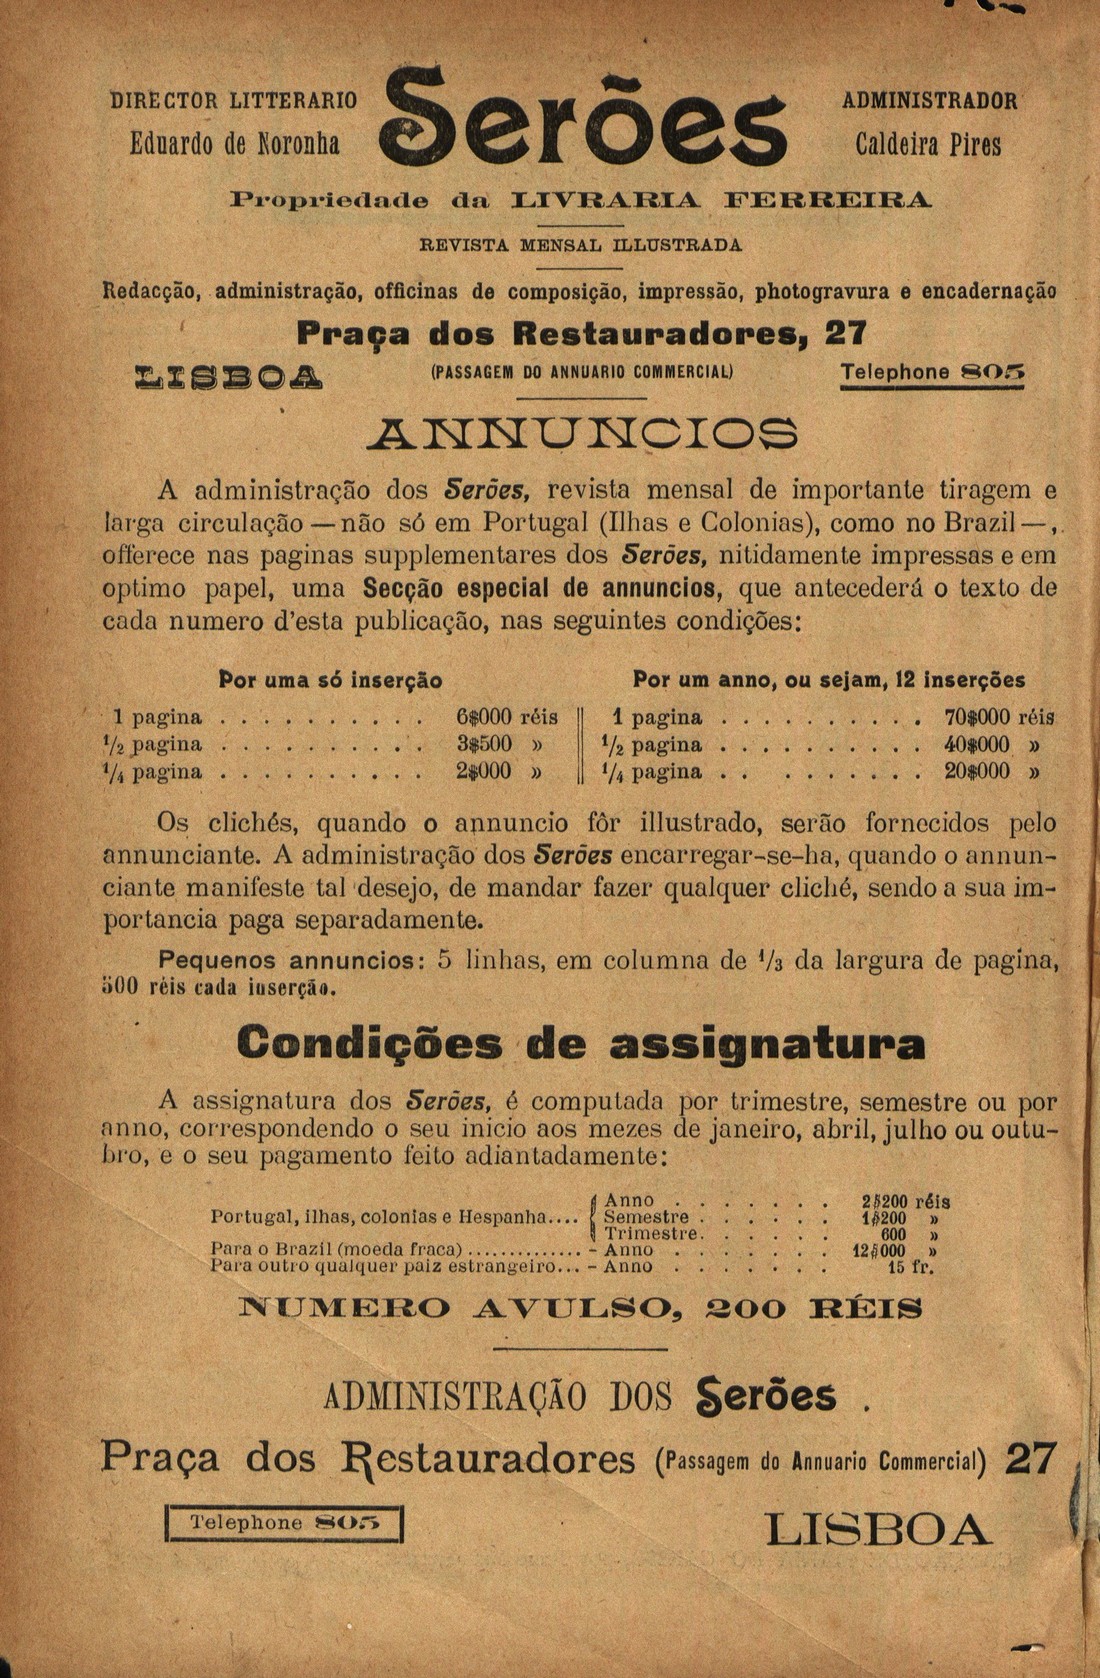 DIRECTOR LITTERARIO
Eduardo de Noronha
Serões
ADMINISTRADOR
Caldeira Pires
Propriedade da LIVRARIA FERREIRA
REVISTA MENSAL ILLUSTRADA
Redacção, administração, officinas de composição, impressão, photogravura e encadernação
Praça dos Restauradores, 27
LISBOA (PASSAGEM DO ANNUARIO COMMERCIAL) Telephone 805
ANNUNCIOS
A administração dos Serões, revista mensal de importante tiragem e
larga circulação — não só em Portugal (Ilhas e Colonias), como no Brazil —,
offerece nas paginas supplementares dos Serões, nitidamente impressas e em
optimo papel, uma Secção especial de annuncios, que antecederá o texto de
cada numero d'esta publicação, nas seguintes condições:
Por uma só inserção
1 pagina . . . . . . . . . . 6$000 réis
1/2 pagina . . . . . . . . . . 3$500 »
1/4 pagina . . . . . . . . . . 2$000 »
Por um anno, ou sejam, 12 inserções
1 pagina . . . . . . . . . . 70$000 réis
1/2 pagina . . . . . . . . . . 40$000 »
1/4 pagina . . . . . . . . . 20$000 »
Os clichés, quando o annuncio fôr illustrado, serão fornecidos pelo
annunciante. A administração dos Serões encarregar-se-ha, quando o annun-
ciante manifeste tal desejo, de mandar fazer qualquer cliché, sendo a sua im-
portancia paga separadamente.
Pequenos annuncios: 5 linhas, em columna de 1/3 da largura de pagina,
500 réis cada inserção.
Condições de assignatura
A assignatura dos Serões, é computada por trimestre, semestre ou por
anno, correspondendo o seu inicio aos mezes de janeiro, abril, julho ou outu-
bro, e o seu pagamento feito adiantadamente:
Portugal, ilhas, colonias e Hespanha.... { Anno . . . . . . . 2$200 réis
Semestre . . . . . . 1$200 »
Trimestre. . . . . . 600 »
Para o Brazil (moeda fraca) .............. - Anno . . . . . . . 12$000 »
Para outro qualquer paiz estrangeiro... - Anno . . . . . . . 15 fr.
NUMERO AVULSO, 200 RÉIS
ADMINISTRAÇÃO DOS Serões .
Praça dos Restauradores (Passagem do Annuario Commercial) 27
Telephone 805 LISBOA